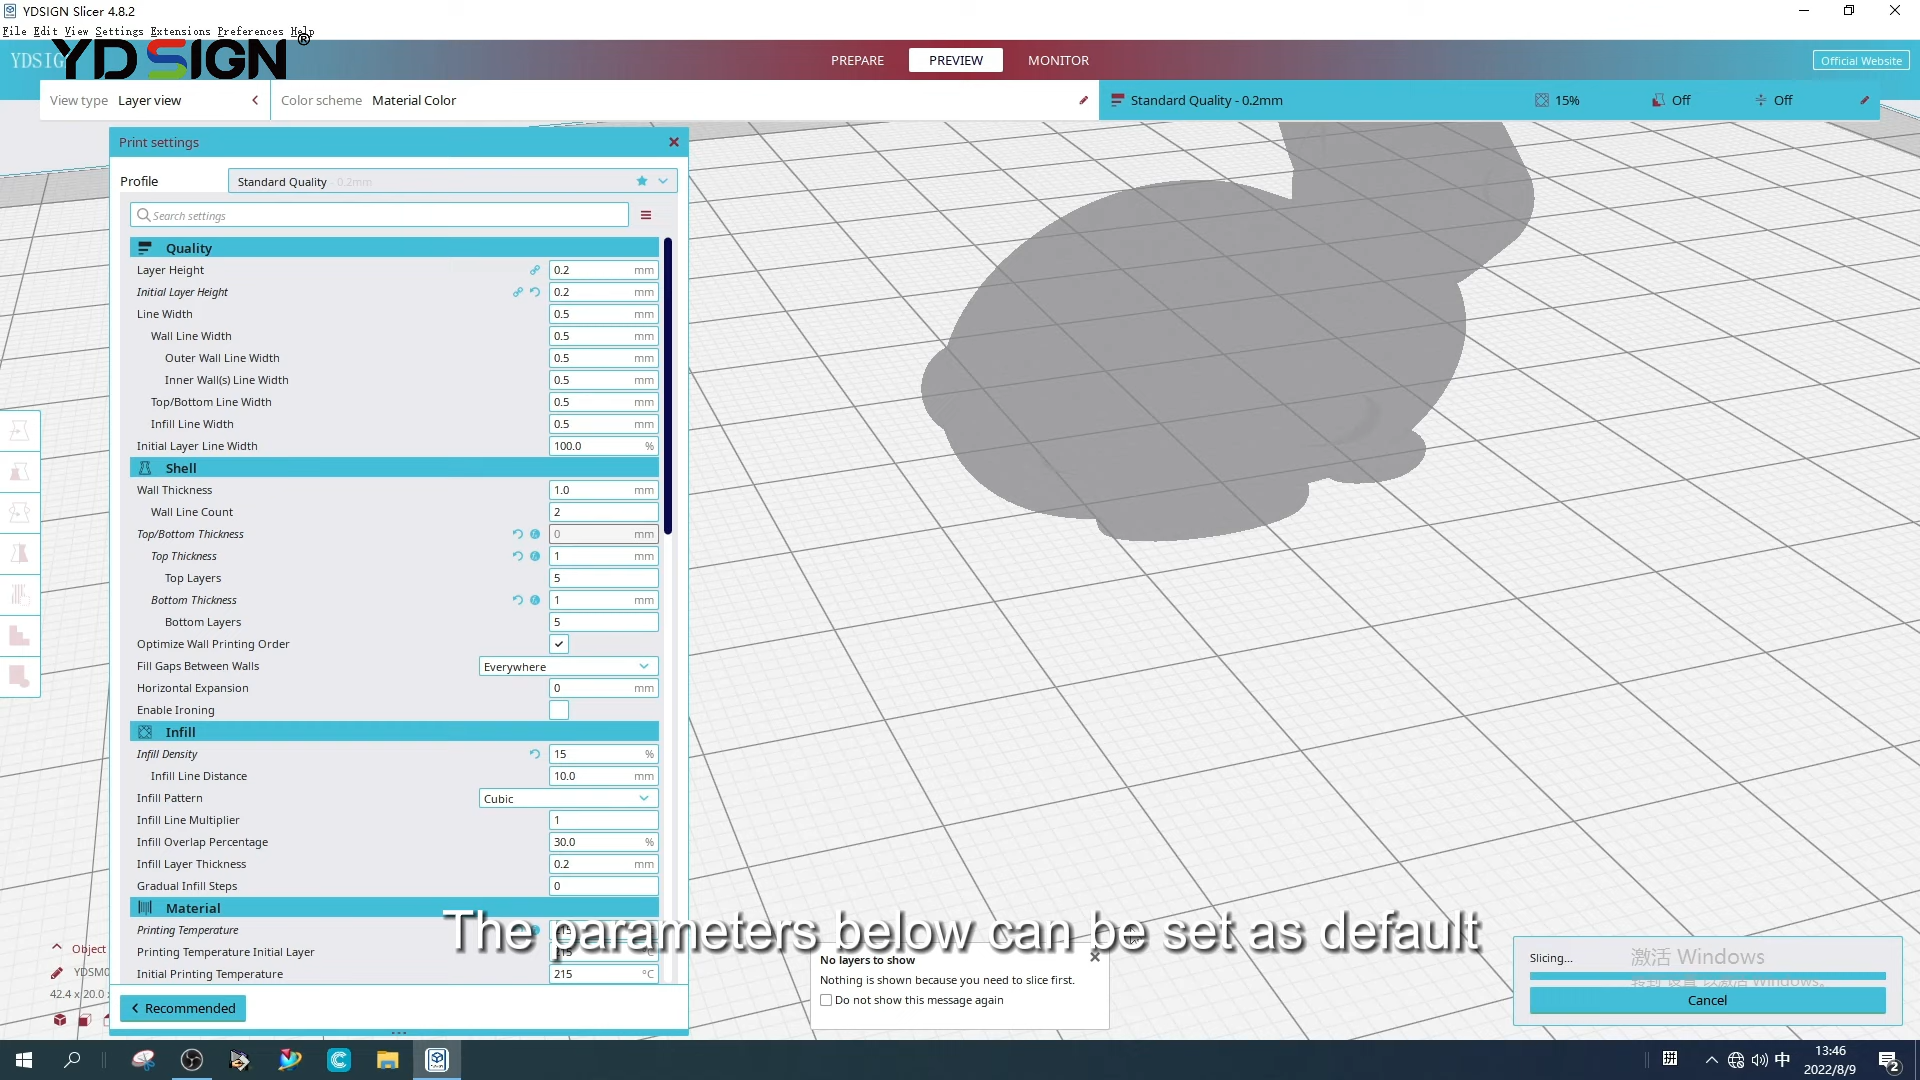 YDSIGN Slicer 4.8.2
File Edit View Settings Extensions Preferences Help
YDSIGN®
PREPARE
PREVIEW
MONITOR
Official Website
View type Layer view
Color scheme Material Color
Standard Quality - 0.2mm
15%
Off
Off
Print settings
Profile
Standard Quality - 0.2mm
Search settings
Quality
Layer Height 0.2 mm
Initial Layer Height 0.2 mm
Line Width 0.5 mm
Wall Line Width 0.5 mm
Outer Wall Line Width 0.5 mm
Inner Wall(s) Line Width 0.5 mm
Top/Bottom Line Width 0.5 mm
Infill Line Width 0.5 mm
Initial Layer Line Width 100.0 %
Shell
Wall Thickness 1.0 mm
Wall Line Count 2
Top/Bottom Thickness 0 mm
Top Thickness 1 mm
Top Layers 5
Bottom Thickness 1 mm
Bottom Layers 5
Optimize Wall Printing Order
Fill Gaps Between Walls Everywhere
Horizontal Expansion 0 mm
Enable Ironing
Infill
Infill Density 15 %
Infill Line Distance 10.0 mm
Infill Pattern Cubic
Infill Line Multiplier 1
Infill Overlap Percentage 30.0 %
Infill Layer Thickness 0.2 mm
Gradual Infill Steps 0
Material
Printing Temperature
Printing Temperature Initial Layer
Initial Printing Temperature 215 °C
Recommended
The parameters below can be set as default
Object
YDSM0
42.4 x 20.0
No layers to show
Nothing is shown because you need to slice first.
Do not show this message again
Slicing...
激活 Windows
Cancel
中
13:46
2022/8/9
2